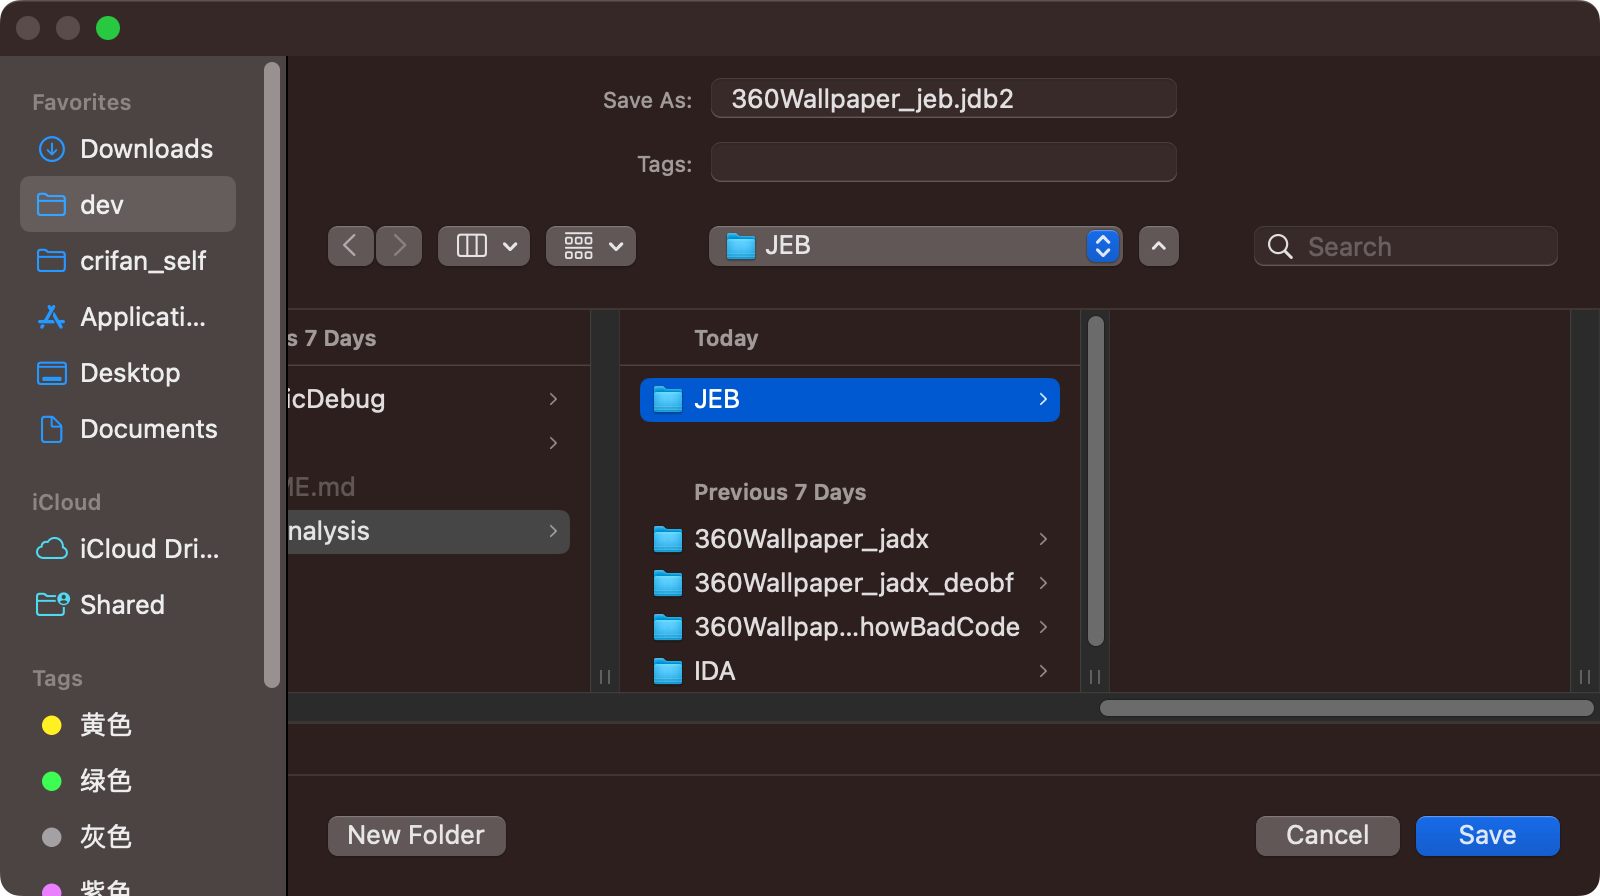 Favorites
Downloads
dev
crifan_self
Applicati...
Desktop
Documents
iCloud
iCloud Dri...
Shared
Tags
黄色
绿色
灰色
紫色
Save As: 360Wallpaper_jeb.jdb2
Tags:
JEB
Search
s 7 Days
icDebug
ME.md
nalysis
Today
JEB
Previous 7 Days
360Wallpaper_jadx
360Wallpaper_jadx_deobf
360Wallpap...howBadCode
IDA
New Folder
Cancel
Save